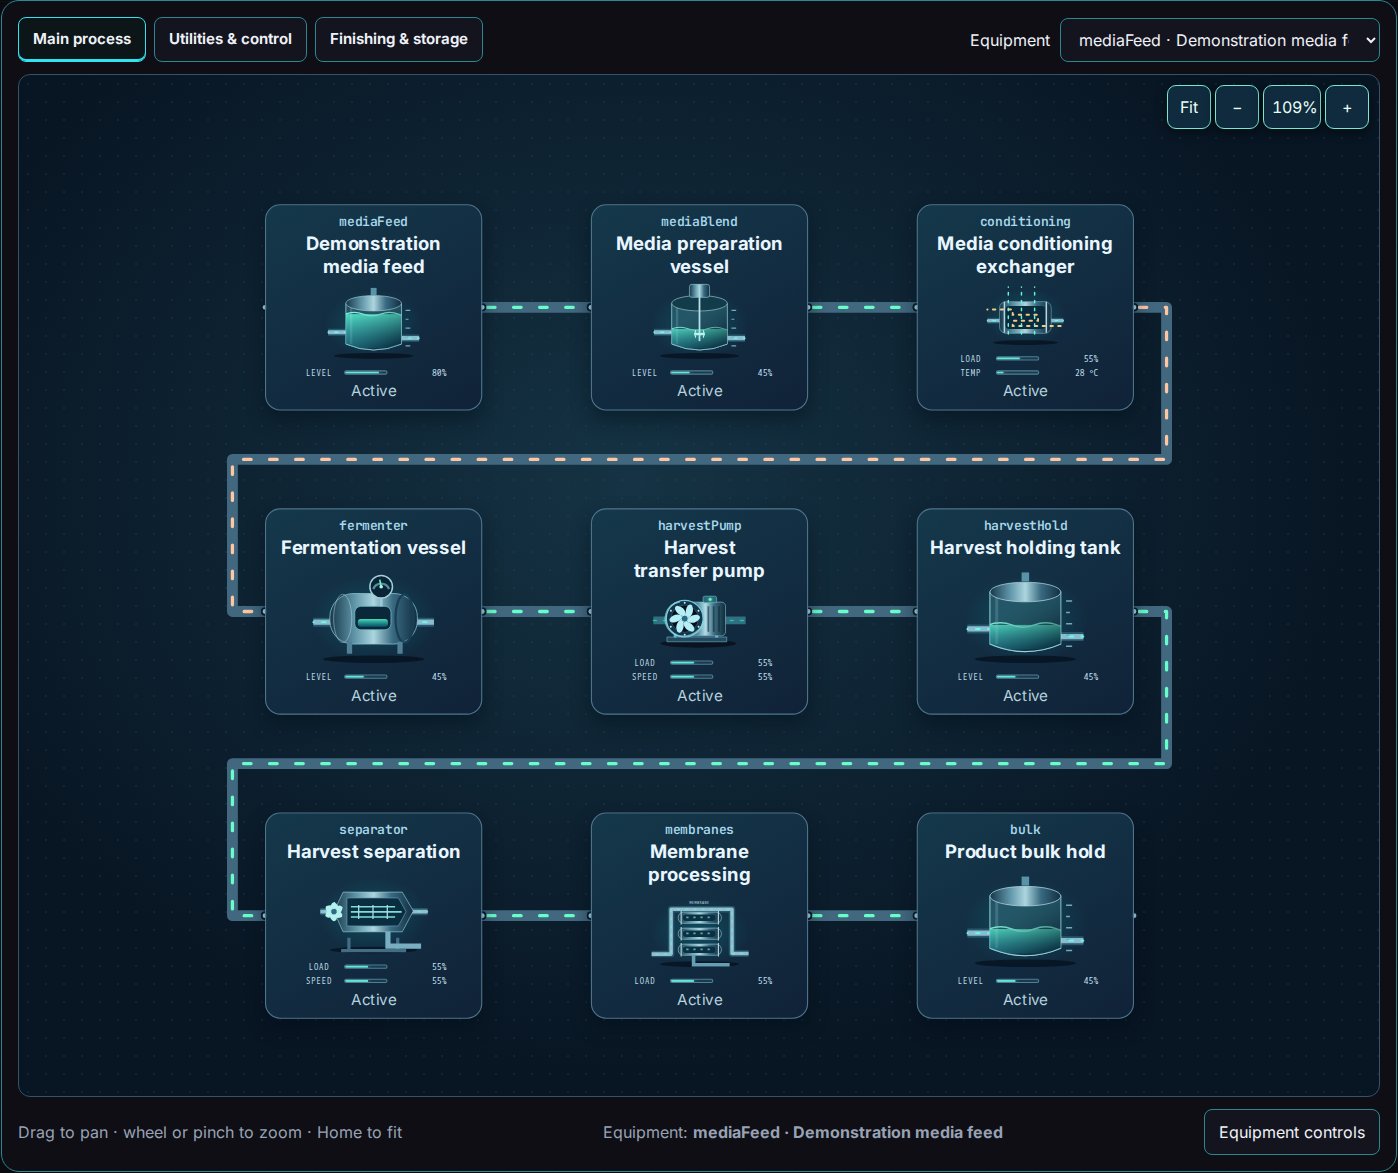 Main process
Utilities & control
Finishing & storage
Equipment
mediaFeed · Demonstration media f
Fit
−
109%
+
mediaFeed
Demonstration
media feed
LEVEL 80%
Active
mediaBlend
Media preparation
vessel
LEVEL 45%
Active
conditioning
Media conditioning
exchanger
LOAD 55%
TEMP 28 °C
Active
fermenter
Fermentation vessel
LEVEL 45%
Active
harvestPump
Harvest
transfer pump
LOAD 55%
SPEED 55%
Active
harvestHold
Harvest holding tank
LEVEL 45%
Active
separator
Harvest separation
LOAD 55%
SPEED 55%
Active
membranes
Membrane
processing
MEMBRANE
LOAD 55%
Active
bulk
Product bulk hold
LEVEL 45%
Active
Drag to pan · wheel or pinch to zoom · Home to fit
Equipment: mediaFeed · Demonstration media feed
Equipment controls